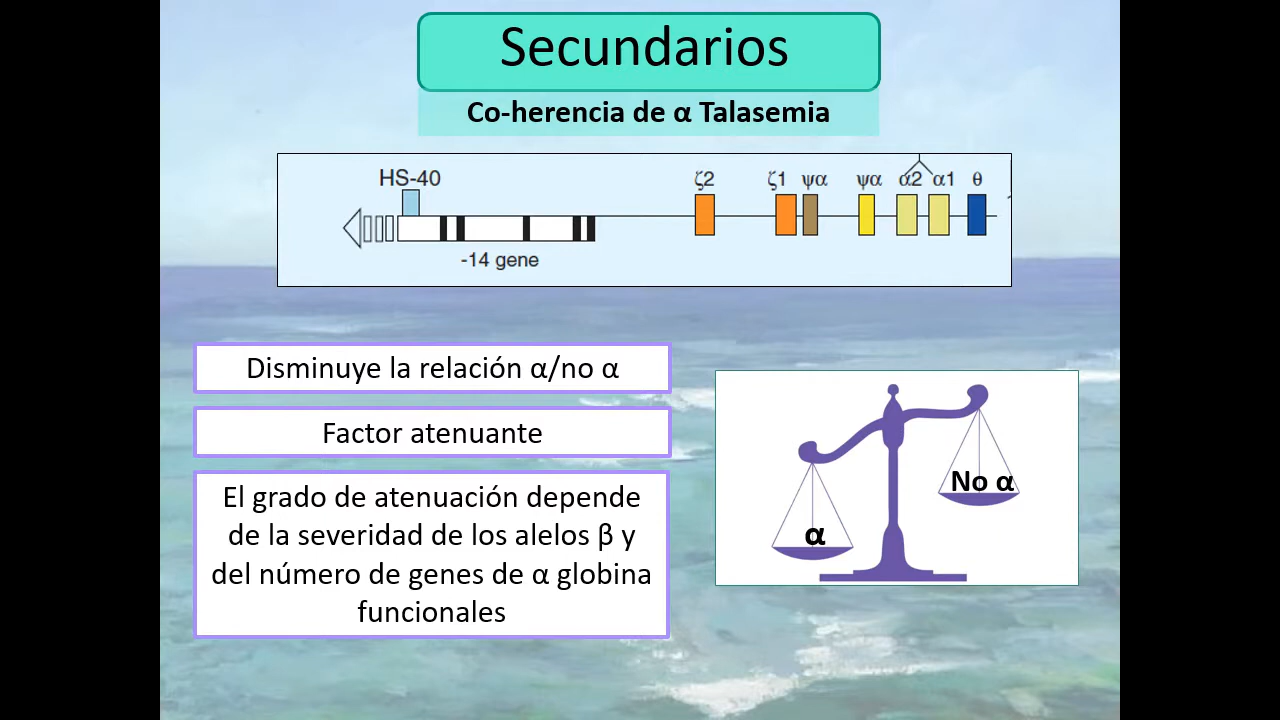 Secundarios
Co-herencia de α Talasemia
HS-40 ζ2 ζ1 ψα ψα α2 α1 θ
-14 gene
Disminuye la relación α/no α
Factor atenuante
El grado de atenuación depende
de la severidad de los alelos β y
del número de genes de α globina
funcionales
No α
α